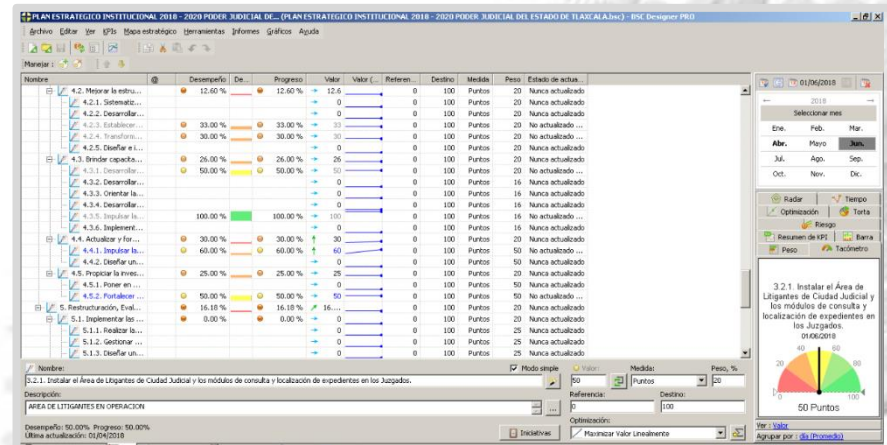 PLAN ESTRATEGICO INSTITUCIONAL 2018 - 2020 PODER JUDICIAL DE... (PLAN ESTRATEGICO INSTITUCIONAL 2018 - 2020 PODER JUDICIAL DEL ESTADO DE TLAXCALA.bsc) - BSC Designer PRO
Archivo Editar Ver KPIs Mapa estratégico Herramientas Informes Gráficos Ayuda
Manejar:
Nombre @ Desempeño De... Progreso Valor Valor (... Referen... Destino Medida Peso Estado de actua...
4.2. Mejorar la estru... 12.60 % 12.60 % 12.6 0 100 Puntos 20 Nunca actualizado
4.2.1. Sistematiz... 0 0 100 Puntos 20 Nunca actualizado
4.2.2. Desarrollar... 0 0 100 Puntos 20 Nunca actualizado
4.2.3. Establecer... 33.00 % 33.00 % 33 0 100 Puntos 20 No actualizado ...
4.2.4. Transform... 30.00 % 30.00 % 30 0 100 Puntos 20 No actualizado ...
4.2.5. Diseñar e i... 0 0 100 Puntos 20 Nunca actualizado
4.3. Brindar capacita... 26.00 % 26.00 % 26 0 100 Puntos 20 Nunca actualizado
4.3.1. Desarrollar... 50.00 % 50.00 % 50 0 100 Puntos 20 No actualizado ...
4.3.2. Desarrollar... 0 0 100 Puntos 16 Nunca actualizado
4.3.3. Orientar la... 0 0 100 Puntos 16 Nunca actualizado
4.3.4. Desarrollar... 0 0 100 Puntos 16 Nunca actualizado
4.3.5. Impulsar la... 100.00 % 100.00 % 100 0 100 Puntos 16 No actualizado ...
4.3.6. Implement... 0 0 100 Puntos 16 Nunca actualizado
4.4. Actualizar y for... 30.00 % 30.00 % 30 0 100 Puntos 20 Nunca actualizado
4.4.1. Impulsar la... 60.00 % 60.00 % 60 0 100 Puntos 50 No actualizado ...
4.4.2. Diseñar un... 0 0 100 Puntos 50 Nunca actualizado
4.5. Propiciar la inves... 25.00 % 25.00 % 25 0 100 Puntos 20 Nunca actualizado
4.5.1. Poner en ... 0 0 100 Puntos 50 Nunca actualizado
4.5.2. Fortalecer ... 50.00 % 50.00 % 50 0 100 Puntos 50 No actualizado ...
5. Restructuración, Eval... 16.18 % 16.18 % 16.... 0 100 Puntos 20 Nunca actualizado
5.1. Implementar las ... 0.00 % 0.00 % 0 0 100 Puntos 20 Nunca actualizado
5.1.1. Realizar la... 0 0 100 Puntos 25 Nunca actualizado
5.1.2. Gestionar ... 0 0 100 Puntos 25 Nunca actualizado
5.1.3. Diseñar un... 0 0 100 Puntos 25 Nunca actualizado
Nombre: Modo simple Valor: Medida: Peso, %
3.2.1. Instalar el Área de Litigantes de Ciudad Judicial y los módulos de consulta y localización de expedientes en los Juzgados. 50 Puntos 20
Descripción: Referencia: Destino:
AREA DE LITIGANTES EN OPERACION ... 0 100
Optimización:
Desempeño: 50.00% Progreso: 50.00%
Última actualización: 01/04/2018
Iniciativas Maximizar Valor Linealmente
01/06/2018
2018
Seleccionar mes
Ene. Feb. Mar.
Abr. Mayo Jun.
Jul. Ago. Sep.
Oct. Nov. Dic.
Radar Tiempo
Optimización Torta
Riesgo
Resumen de KPI Barra
Peso Tacómetro
3.2.1. Instalar el Área de
Litigantes de Ciudad Judicial y
los módulos de consulta y
localización de expedientes en
los Juzgados.
01/06/2018
40 60
20 80
0 100
50 Puntos
Ver : Valor
Agrupar por : día (Promedio)